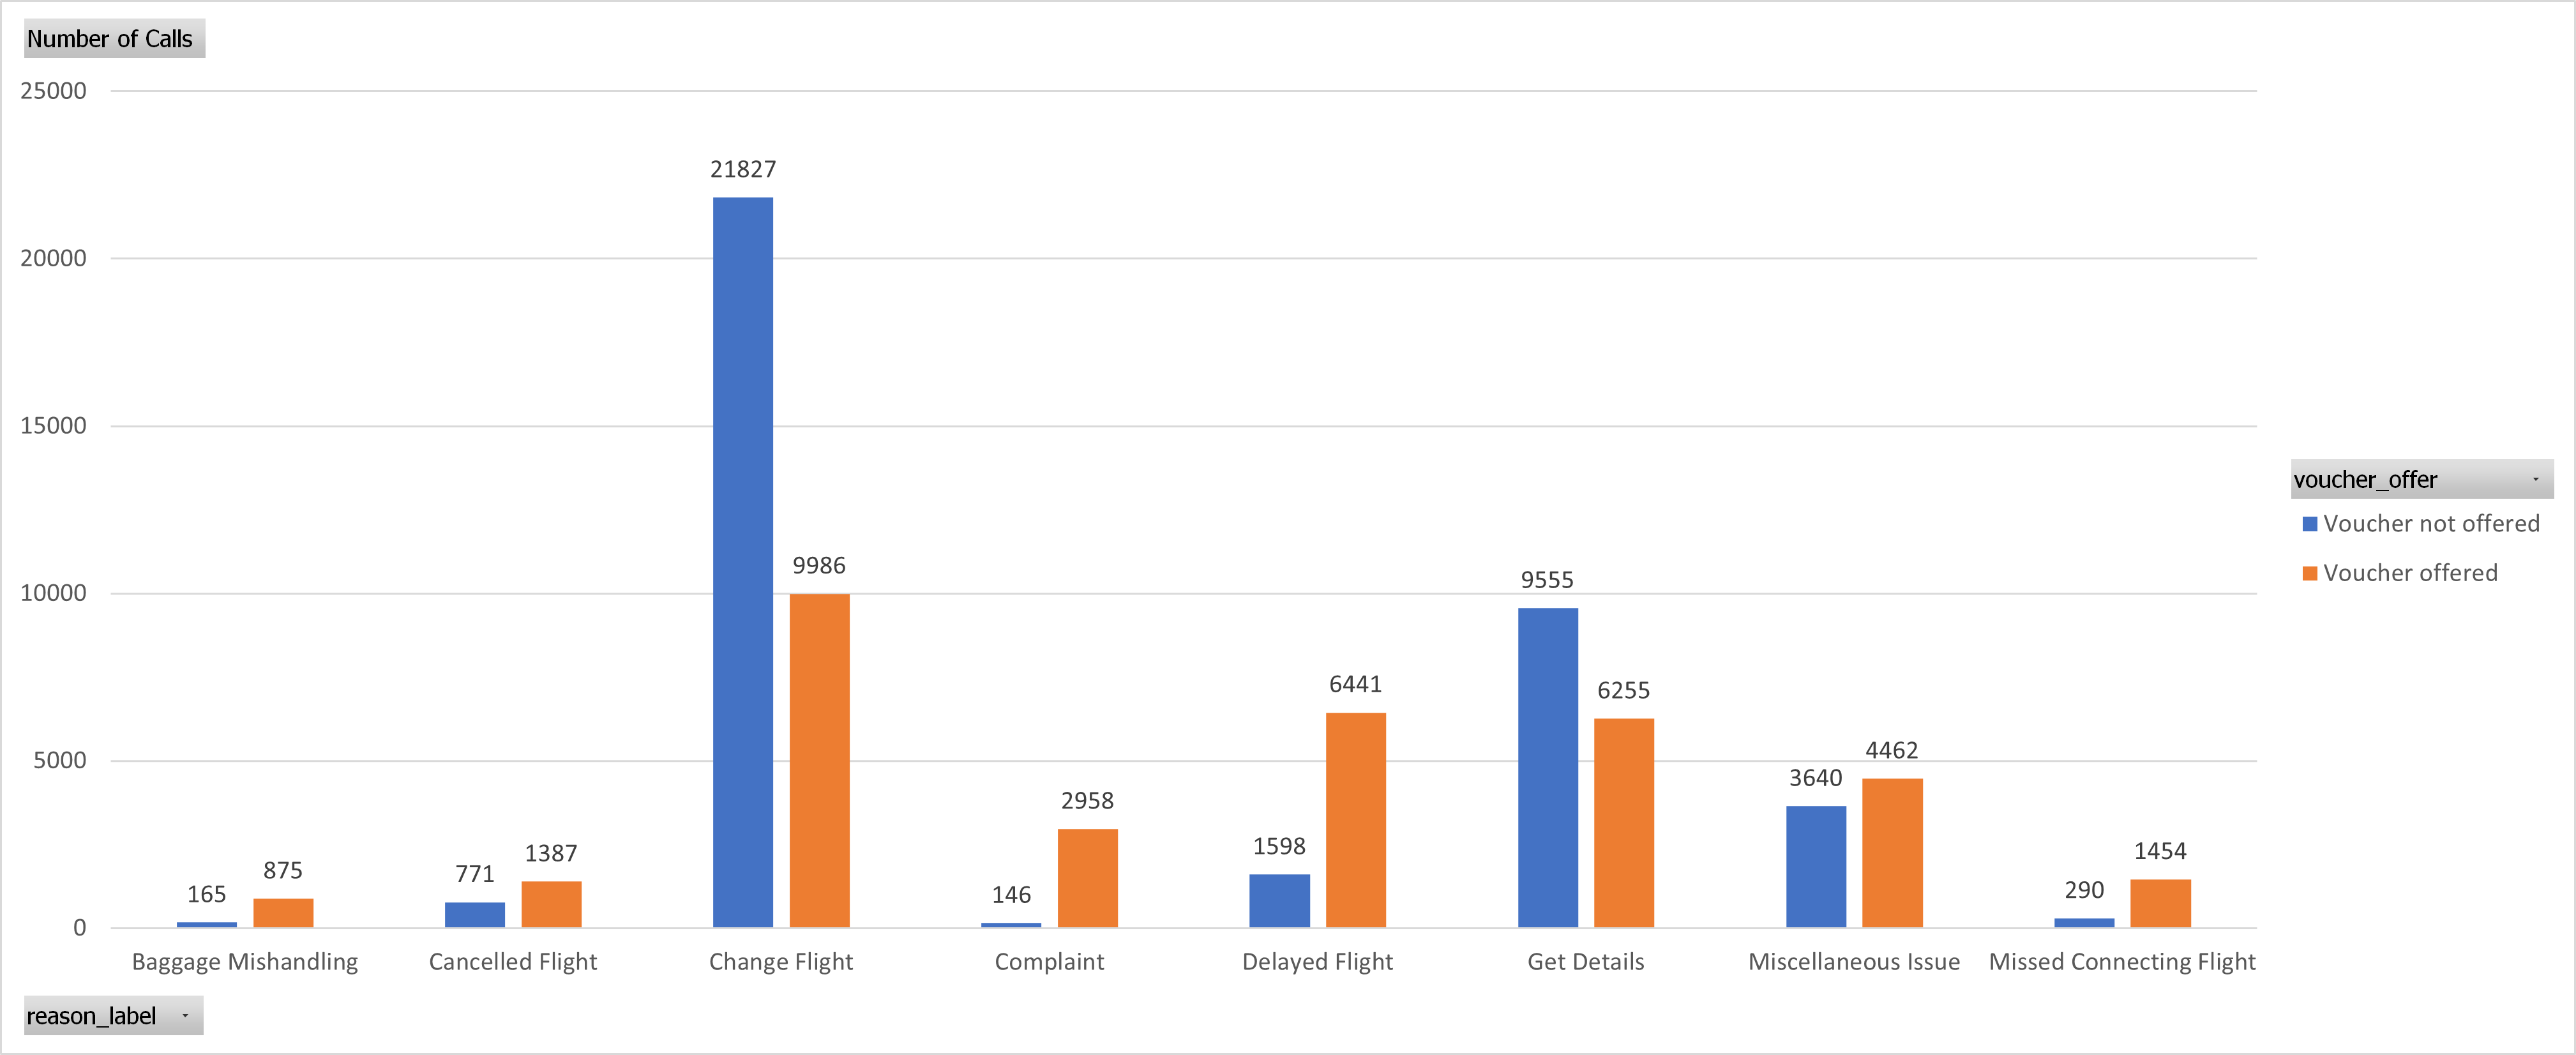 Number of Calls
25000
20000
15000
10000
5000
0
165
875
771
1387
21827
9986
146
2958
1598
6441
9555
6255
3640
4462
290
1454
Baggage Mishandling
Cancelled Flight
Change Flight
Complaint
Delayed Flight
Get Details
Miscellaneous Issue
Missed Connecting Flight
reason_label
voucher_offer
Voucher not offered
Voucher offered